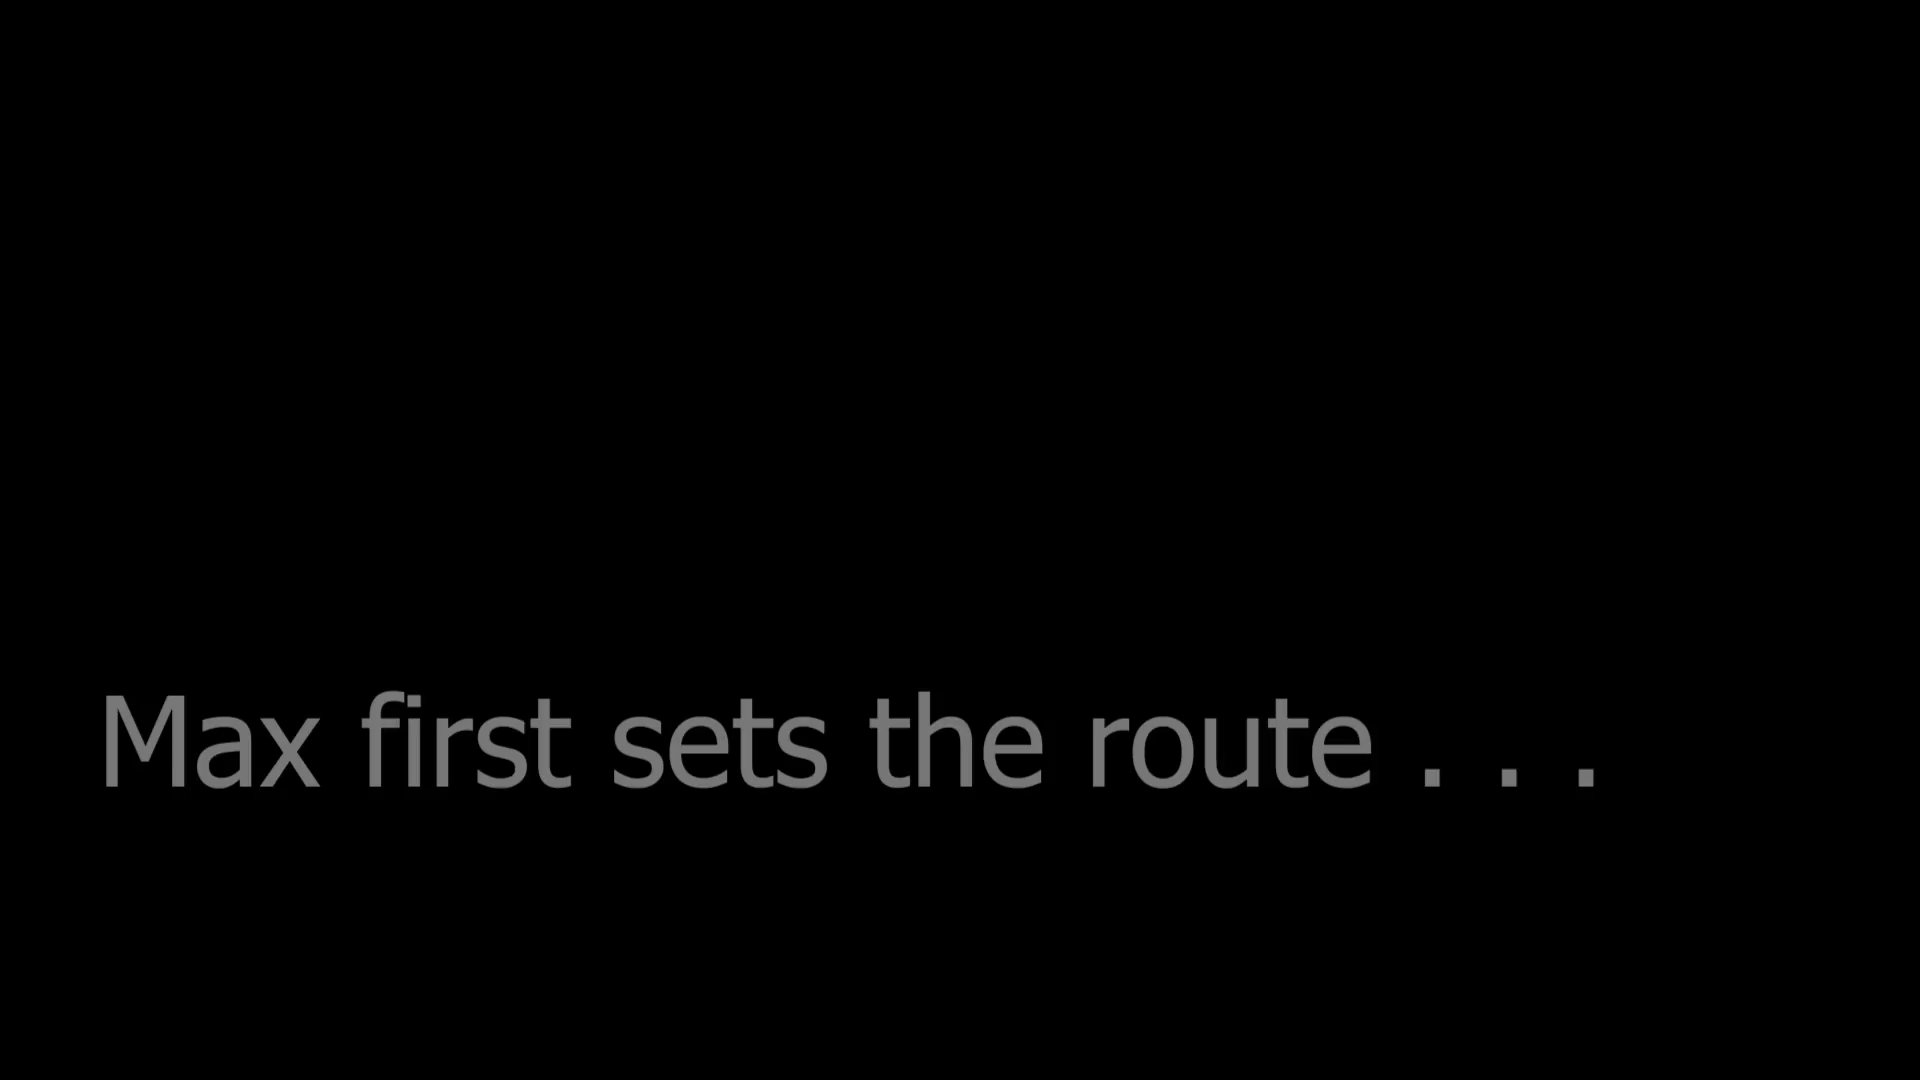 Max first sets the route . . .